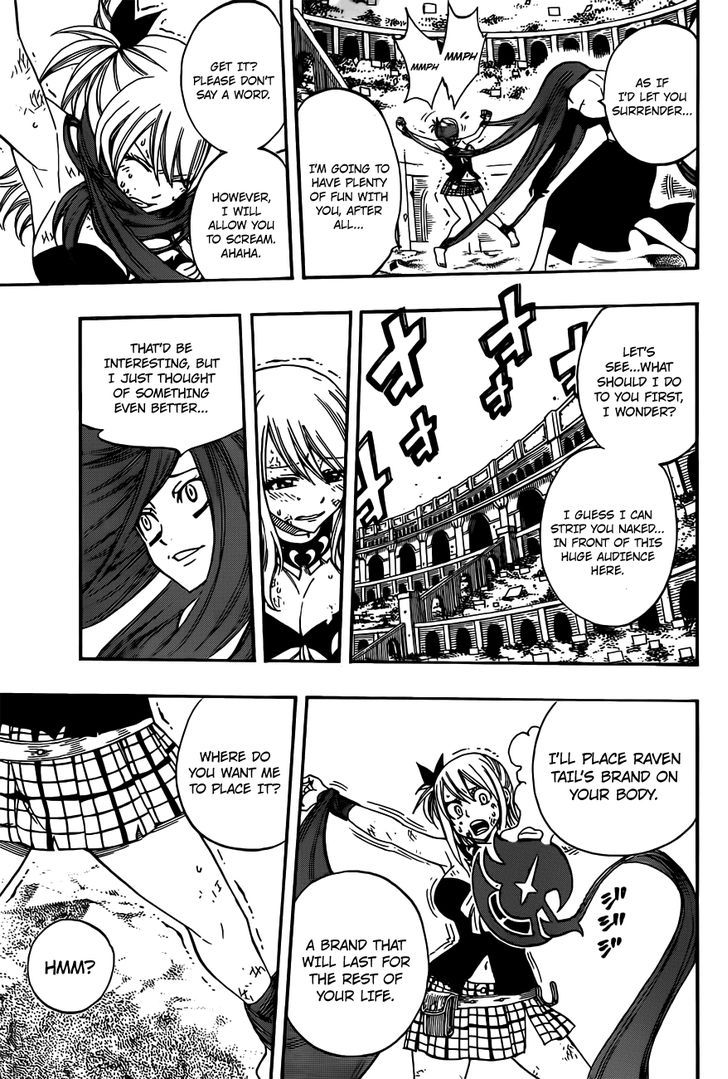 AS IF
I'D LET YOU
SURRENDER...
MMPH
MMPH
I'M GOING TO
HAVE PLENTY
OF FUN WITH
YOU, AFTER
ALL...
GET IT?
PLEASE DON'T
SAY A WORD.
HOWEVER,
I WILL
ALLOW YOU
TO SCREAM.
AHAHA.
LET'S
SEE...WHAT
SHOULD I DO
TO YOU FIRST,
I WONDER?
I GUESS I CAN
STRIP YOU NAKED...
IN FRONT OF THIS
HUGE AUDIENCE
HERE.
THAT'D BE
INTERESTING, BUT
I JUST THOUGHT
OF SOMETHING
EVEN BETTER...
I'LL PLACE RAVEN
TAIL'S BRAND ON
YOUR BODY.
ジジジ
A BRAND THAT
WILL LAST FOR
THE REST OF
YOUR LIFE.
WHERE DO
YOU WANT ME
TO PLACE IT?
HMM?